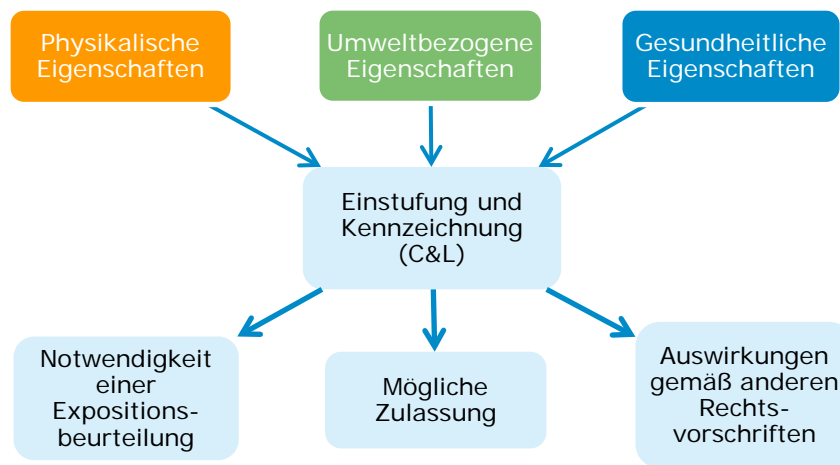 Physikalische
Eigenschaften
Umweltbezogene
Eigenschaften
Gesundheitliche
Eigenschaften
Einstufung und
Kennzeichnung
(C&L)
Notwendigkeit
einer
Expositions-
beurteilung
Mögliche
Zulassung
Auswirkungen
gemäß anderen
Rechts-
vorschriften